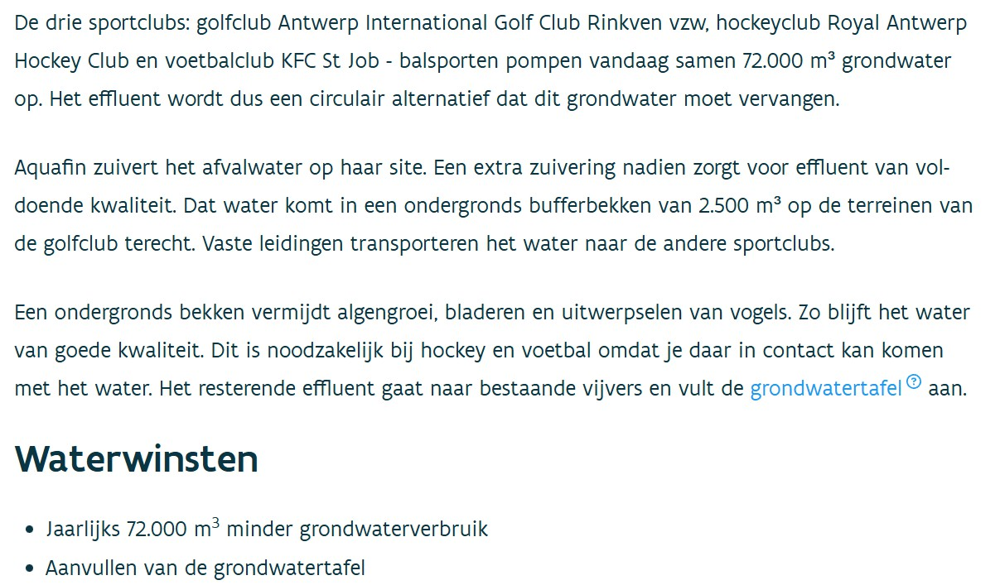 De drie sportclubs: golfclub Antwerp International Golf Club Rinkven vzw, hockeyclub Royal Antwerp
Hockey Club en voetbalclub KFC St Job - balsporten pompen vandaag samen 72.000 m³ grondwater
op. Het effluent wordt dus een circulair alternatief dat dit grondwater moet vervangen.
Aquafin zuivert het afvalwater op haar site. Een extra zuivering nadien zorgt voor effluent van vol-
doende kwaliteit. Dat water komt in een ondergronds bufferbekken van 2.500 m³ op de terreinen van
de golfclub terecht. Vaste leidingen transporteren het water naar de andere sportclubs.
Een ondergronds bekken vermijdt algengroei, bladeren en uitwerpselen van vogels. Zo blijft het water
van goede kwaliteit. Dit is noodzakelijk bij hockey en voetbal omdat je daar in contact kan komen
met het water. Het resterende effluent gaat naar bestaande vijvers en vult de grondwatertafel ? aan.
Waterwinsten
• Jaarlijks 72.000 m³ minder grondwaterverbruik
• Aanvullen van de grondwatertafel